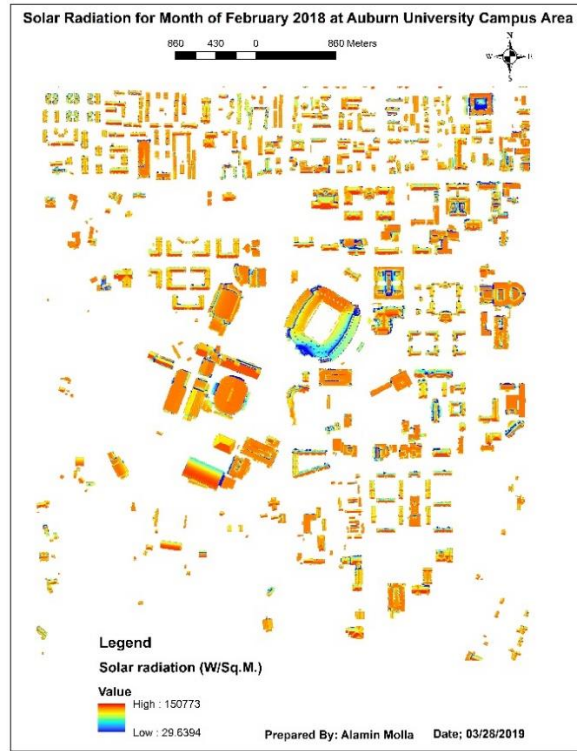 Solar Radiation for Month of February 2018 at Auburn University Campus Area
860 430 0 860 Meters
N
W E
S
Legend
Solar radiation (W/Sq.M.)
Value
High : 150773
Low : 29.6394
Prepared By: Alamin Molla Date; 03/28/2019